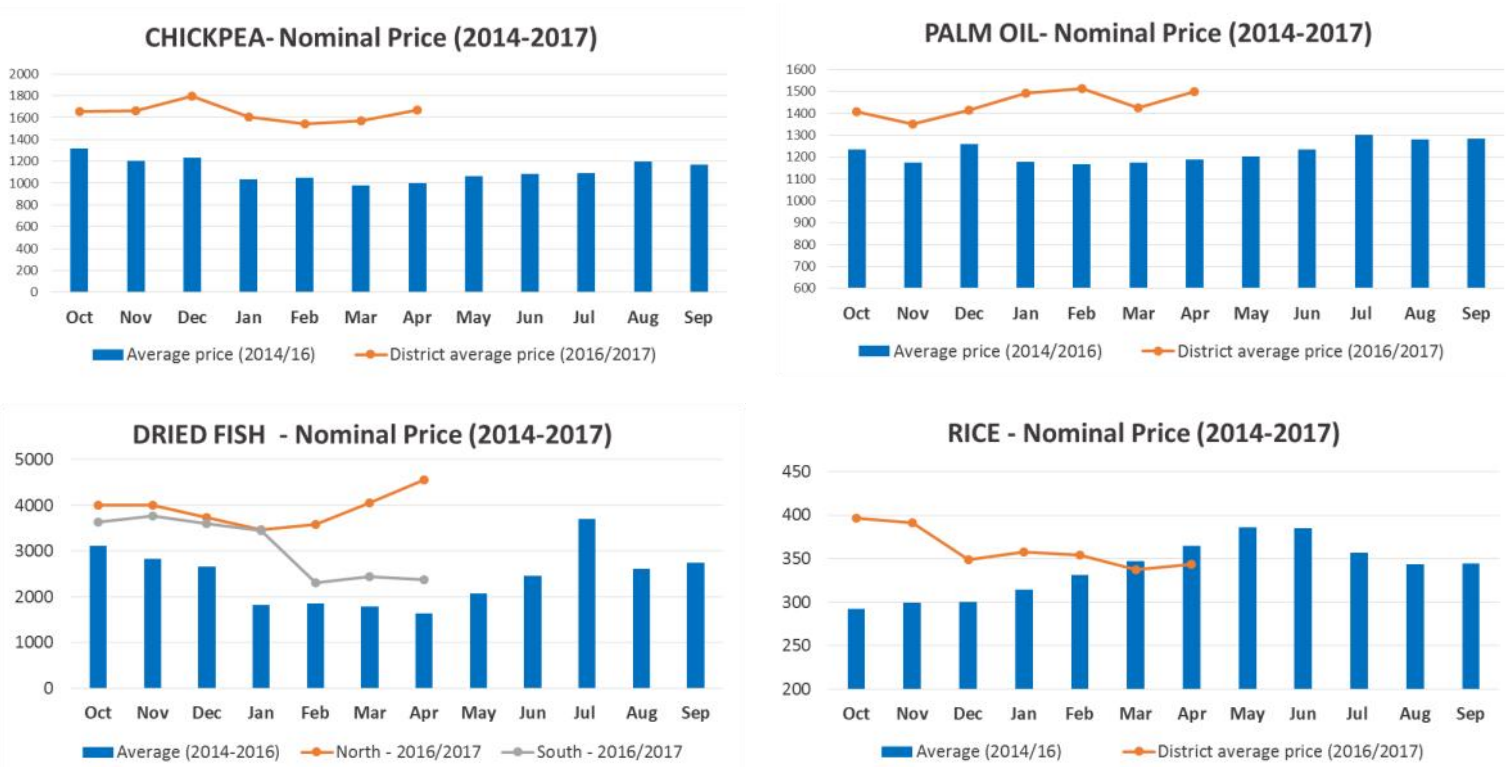 CHICKPEA- Nominal Price (2014-2017)
2000
1800
1600
1400
1200
1000
800
600
400
200
0
Oct Nov Dec Jan Feb Mar Apr May Jun Jul Aug Sep
Average price (2014/16) District average price (2016/2017)
PALM OIL- Nominal Price (2014-2017)
1600
1500
1400
1300
1200
1100
1000
900
800
700
600
Oct Nov Dec Jan Feb Mar Apr May Jun Jul Aug Sep
Average price (2014/2016) District average price (2016/2017)
DRIED FISH - Nominal Price (2014-2017)
5000
4000
3000
2000
1000
0
Oct Nov Dec Jan Feb Mar Apr May Jun Jul Aug Sep
Average (2014-2016) North - 2016/2017 South - 2016/2017
RICE - Nominal Price (2014-2017)
450
400
350
300
250
200
Oct Nov Dec Jan Feb Mar Apr May Jun Jul Aug Sep
Average (2014/16) District average price (2016/2017)